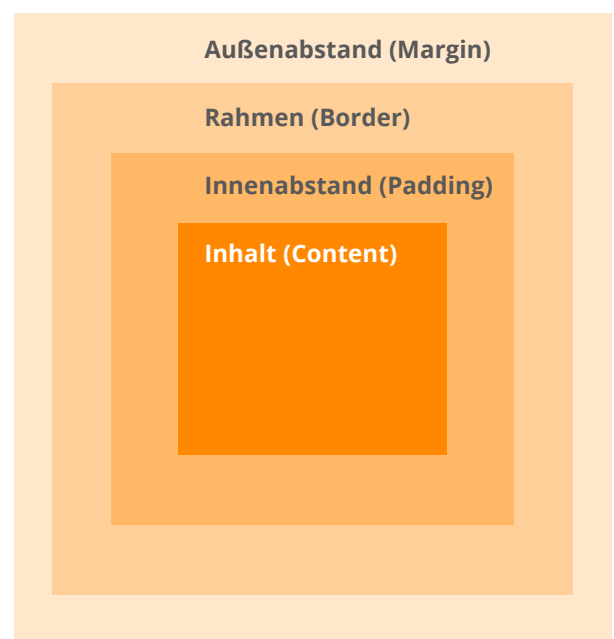 Außenabstand (Margin)
Rahmen (Border)
Innenabstand (Padding)
Inhalt (Content)